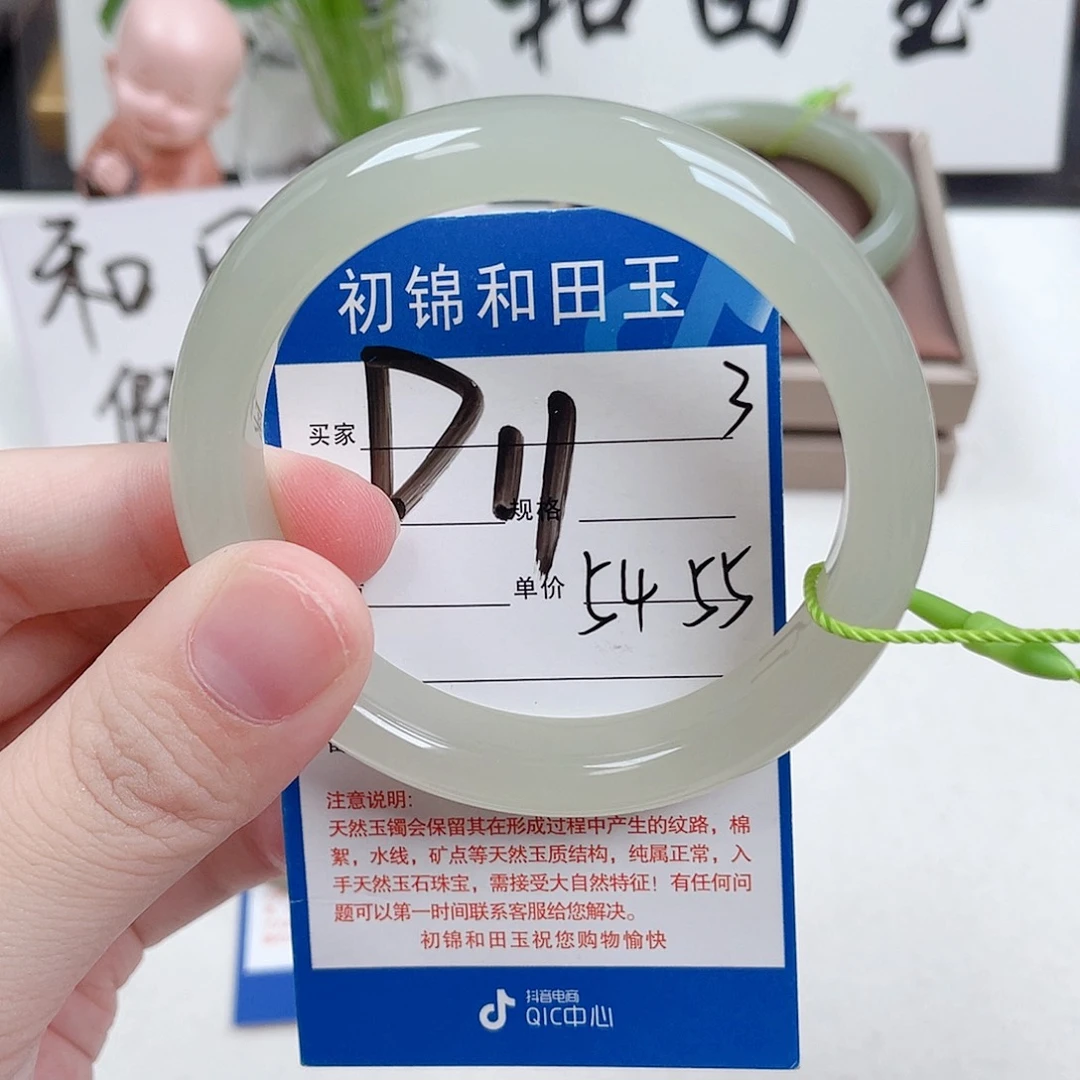 和田玉
和田
假
初锦和田玉
D11
3
买家
规格
单价
54 55
注意说明:
天然玉镯会保留其在形成过程中产生的纹路，棉
絮，水线，矿点等天然玉质结构，纯属正常，入
手天然玉石珠宝，需接受大自然特征！有任何问
题可以第一时间联系客服给您解决。
初锦和田玉祝您购物愉快
抖音电商
QIC中心